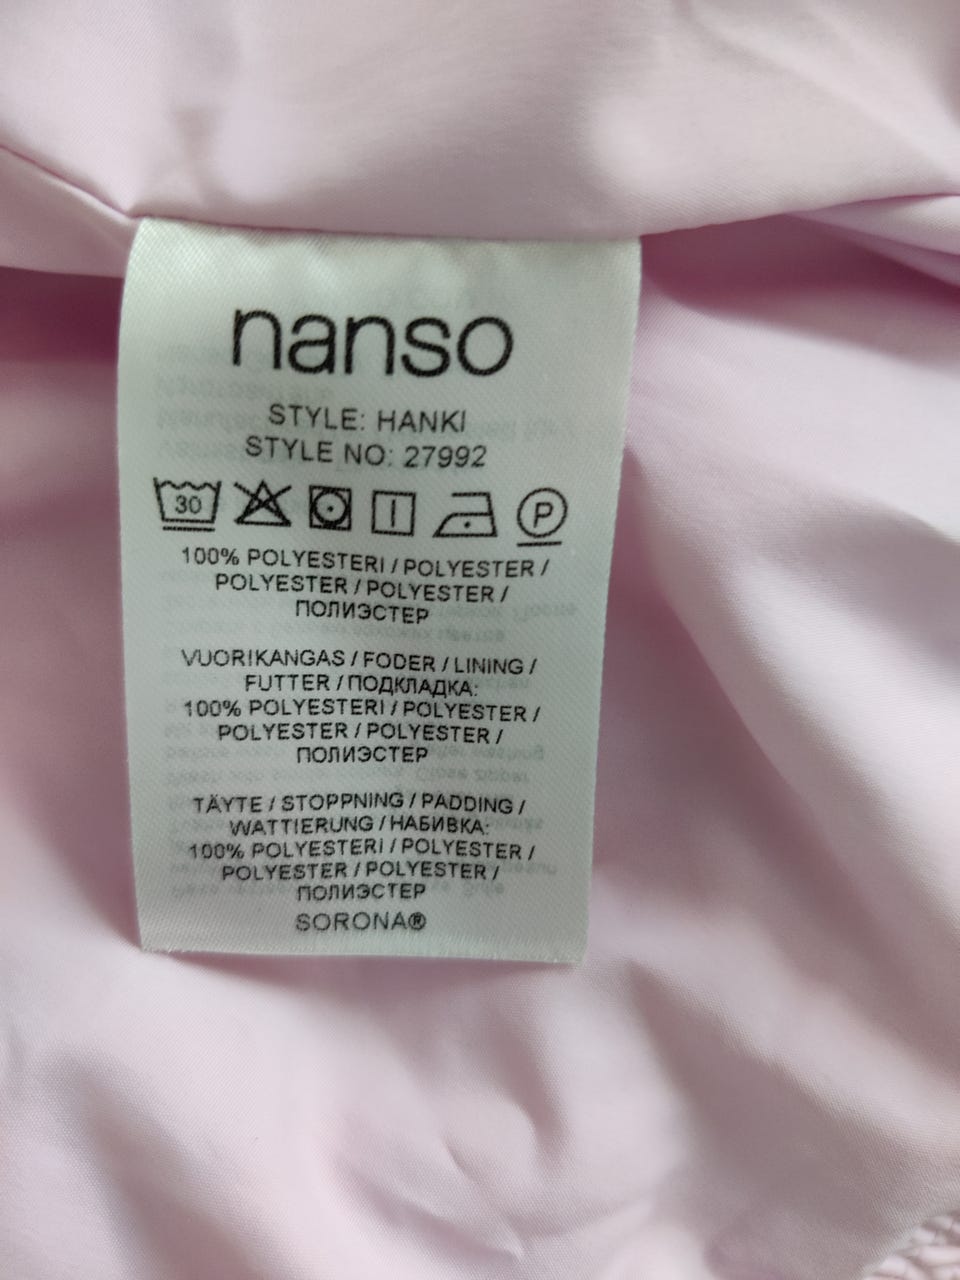 nanso
STYLE: HANKI
STYLE NO: 27992
30 P
100% POLYESTERI / POLYESTER /
POLYESTER / POLYESTER /
ПОЛИЭСТЕР
VUORIKANGAS / FODER / LINING /
FUTTER / ПОДКЛАДКА:
100% POLYESTERI / POLYESTER /
POLYESTER / POLYESTER /
ПОЛИЭСТЕР
TÄYTE / STOPPNING / PADDING /
WATTIERUNG / НАБИВКА:
100% POLYESTERI / POLYESTER /
POLYESTER / POLYESTER /
ПОЛИЭСТЕР
SORONA®